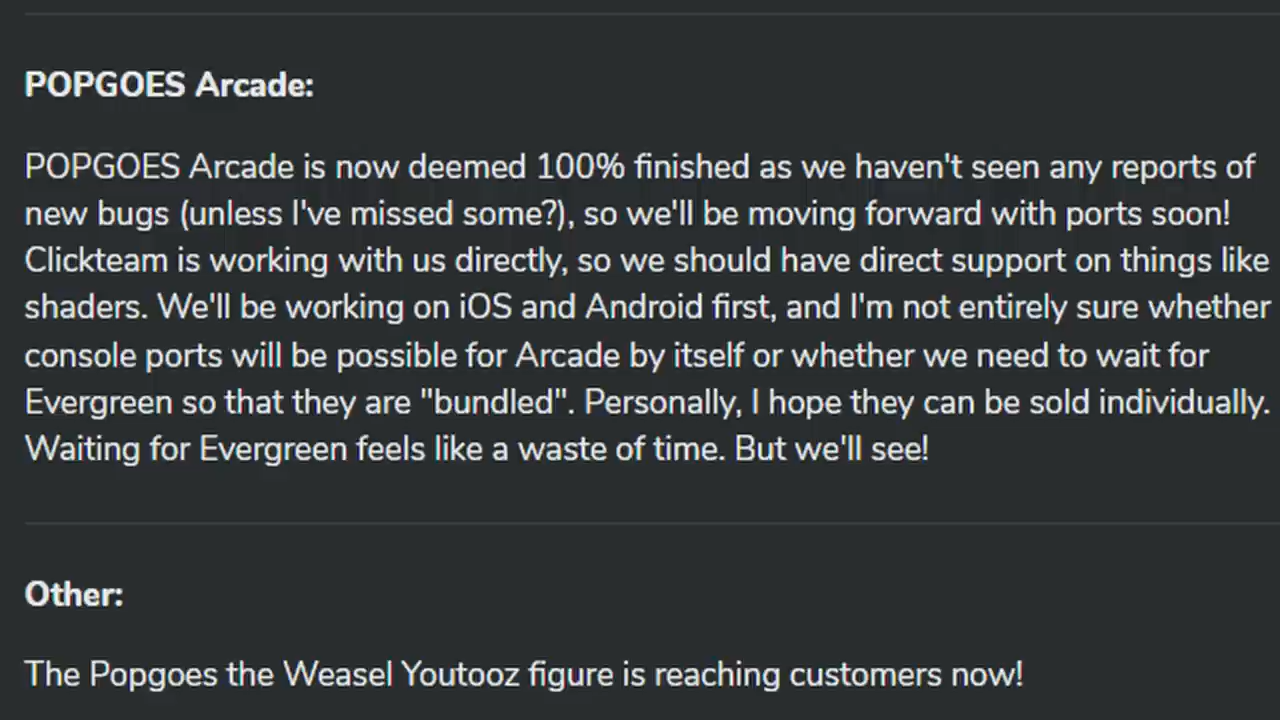 POPGOES Arcade:
POPGOES Arcade is now deemed 100% finished as we haven't seen any reports of
new bugs (unless I've missed some?), so we'll be moving forward with ports soon!
Clickteam is working with us directly, so we should have direct support on things like
shaders. We'll be working on iOS and Android first, and I'm not entirely sure whether
console ports will be possible for Arcade by itself or whether we need to wait for
Evergreen so that they are "bundled". Personally, I hope they can be sold individually.
Waiting for Evergreen feels like a waste of time. But we'll see!
Other:
The Popgoes the Weasel Youtooz figure is reaching customers now!